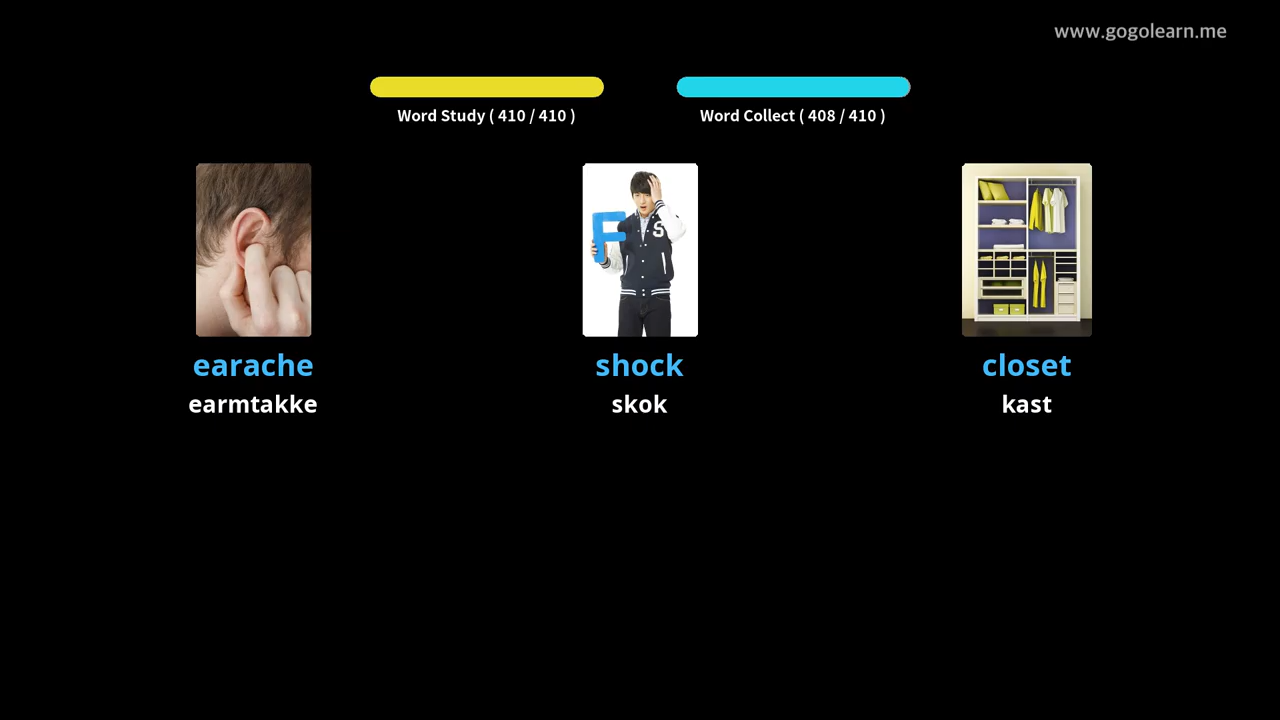 www.gogolearn.me
Word Study ( 410 / 410 )
Word Collect ( 408 / 410 )
F
S
earache
shock
closet
earmtakke
skok
kast